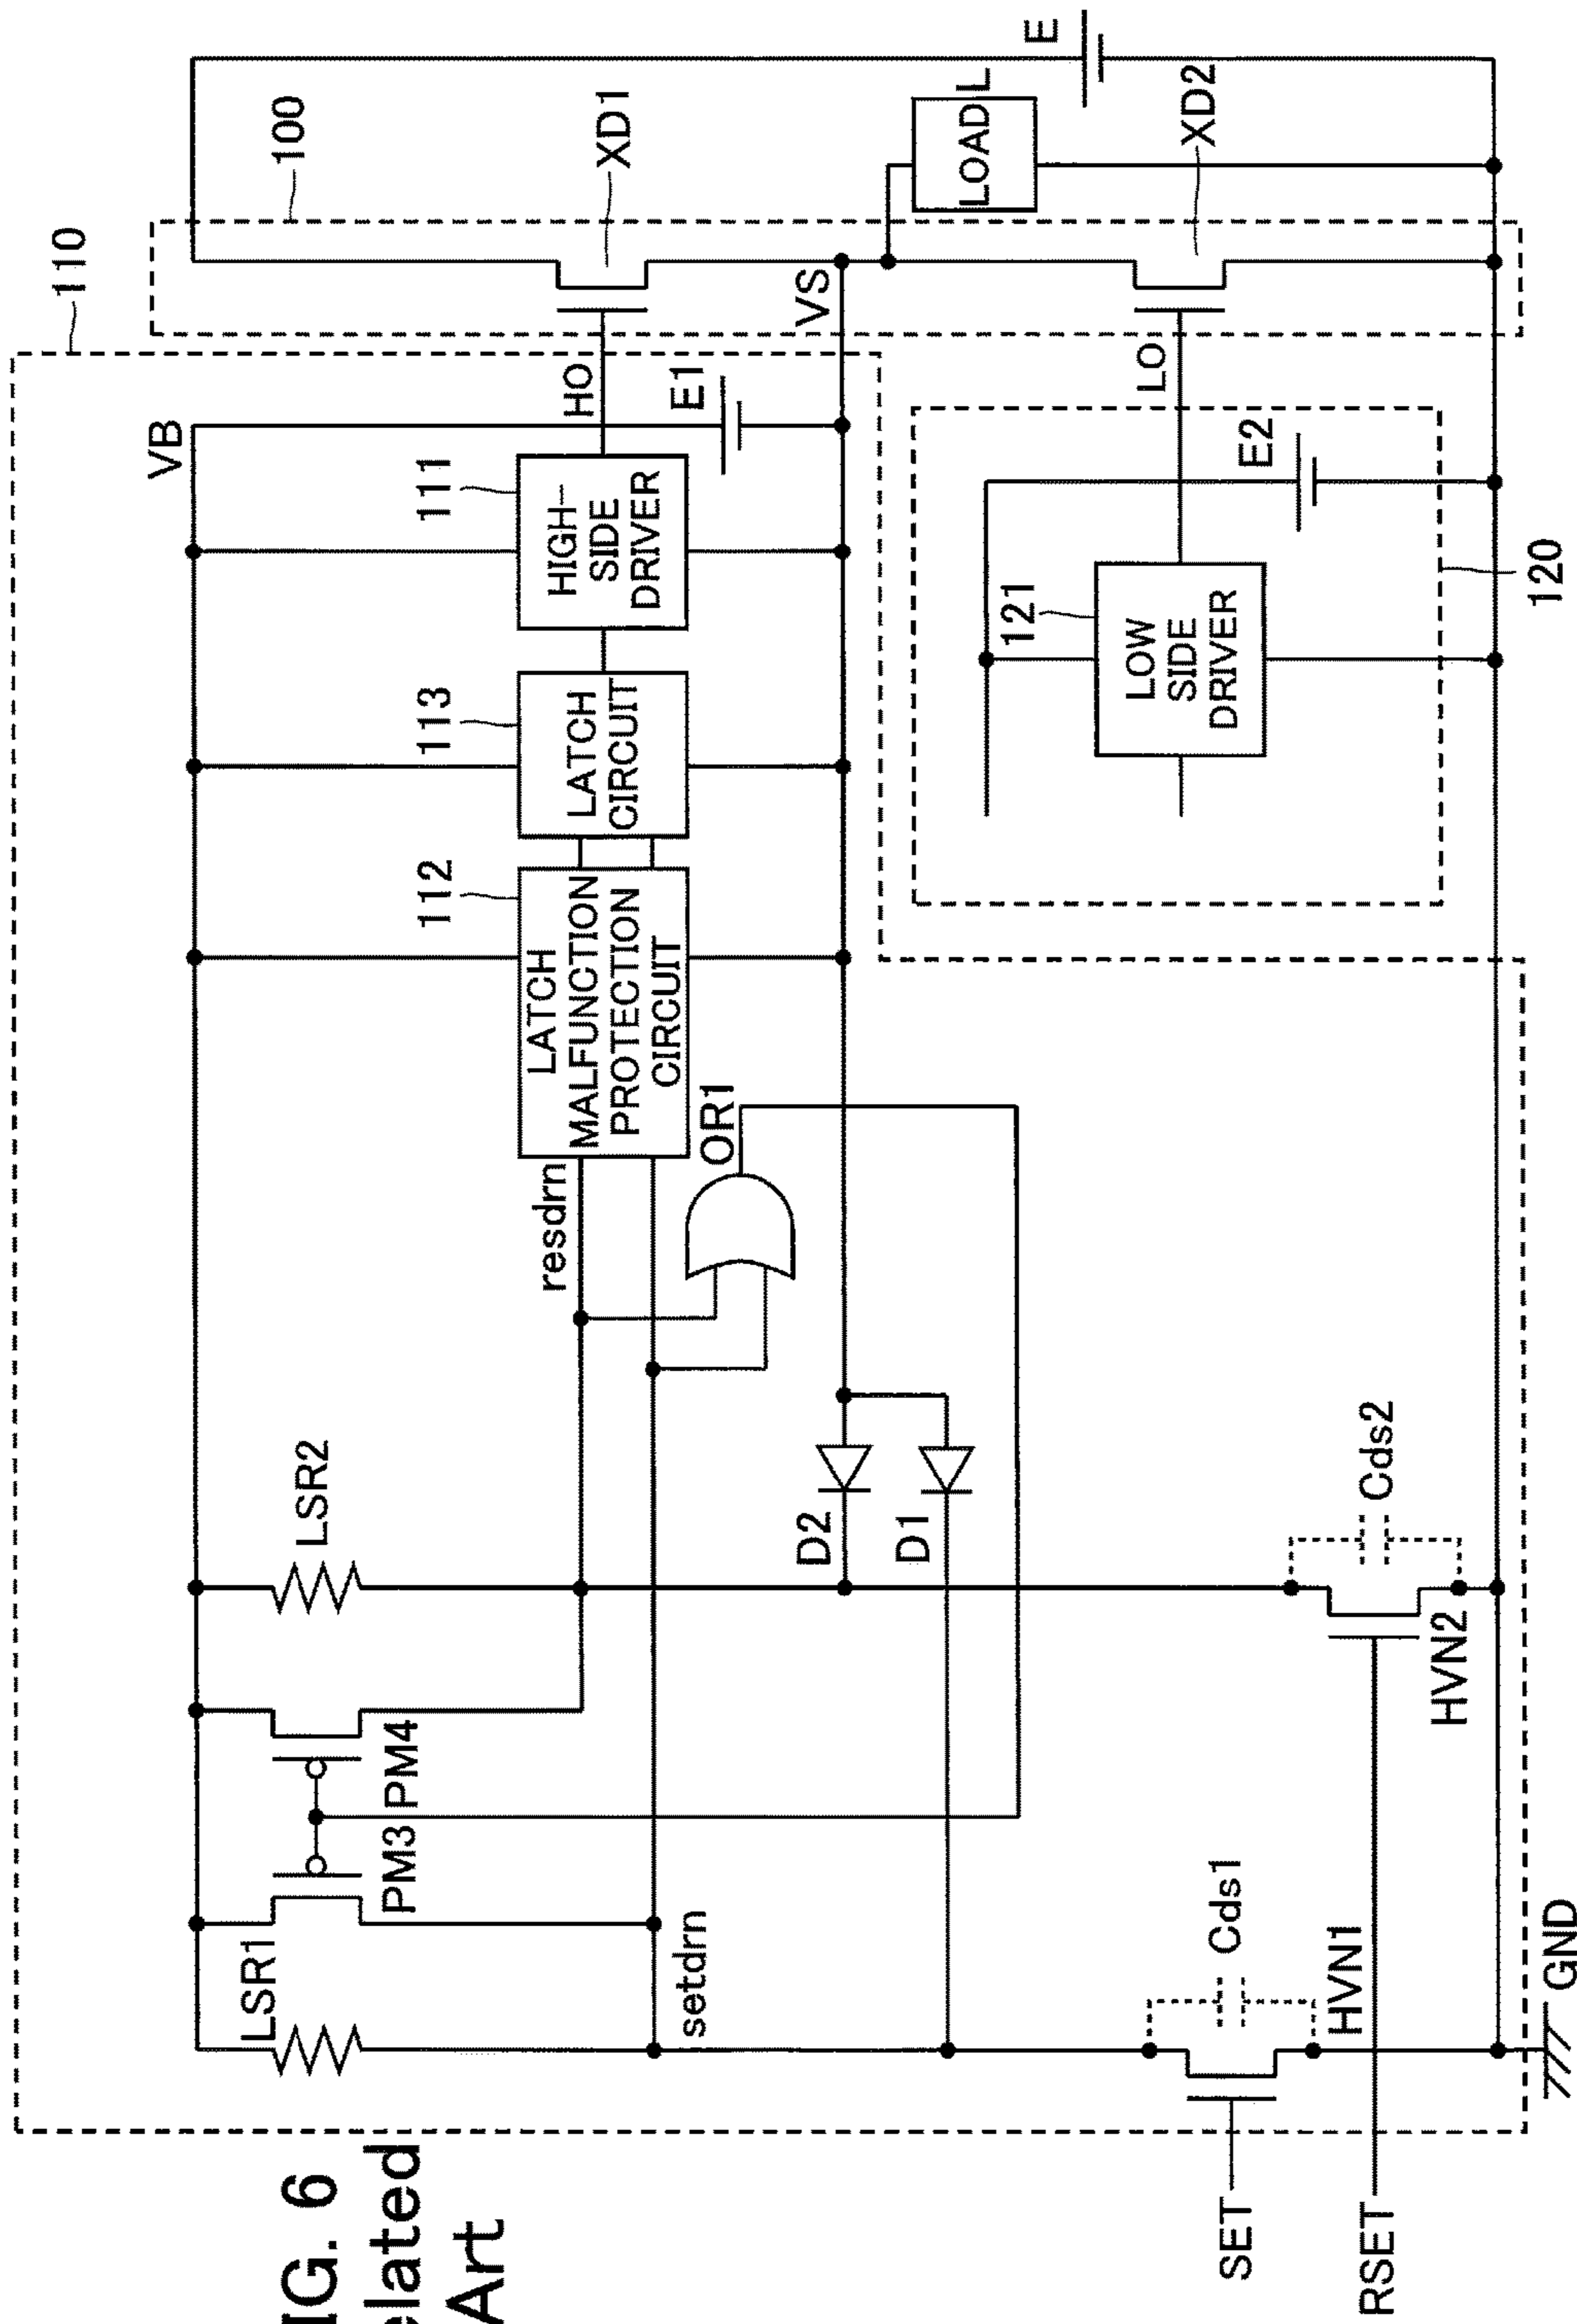 IG. 6
elated
Art
110
100
VB
LSR1
LSR2
PM3
PM4
112
113
111
XD1
E
resdrn
LATCH
MALFUNCTION
PROTECTION
CIRCUIT
LATCH
CIRCUIT
HIGH-
SIDE
DRIVER
HO
E1
setdrn
OR1
VS
D2
D1
LOAD
L
121
LOW
SIDE
DRIVER
E2
LO
XD2
120
SET
RSET
Cds1
HVN1
Cds2
HVN2
GND